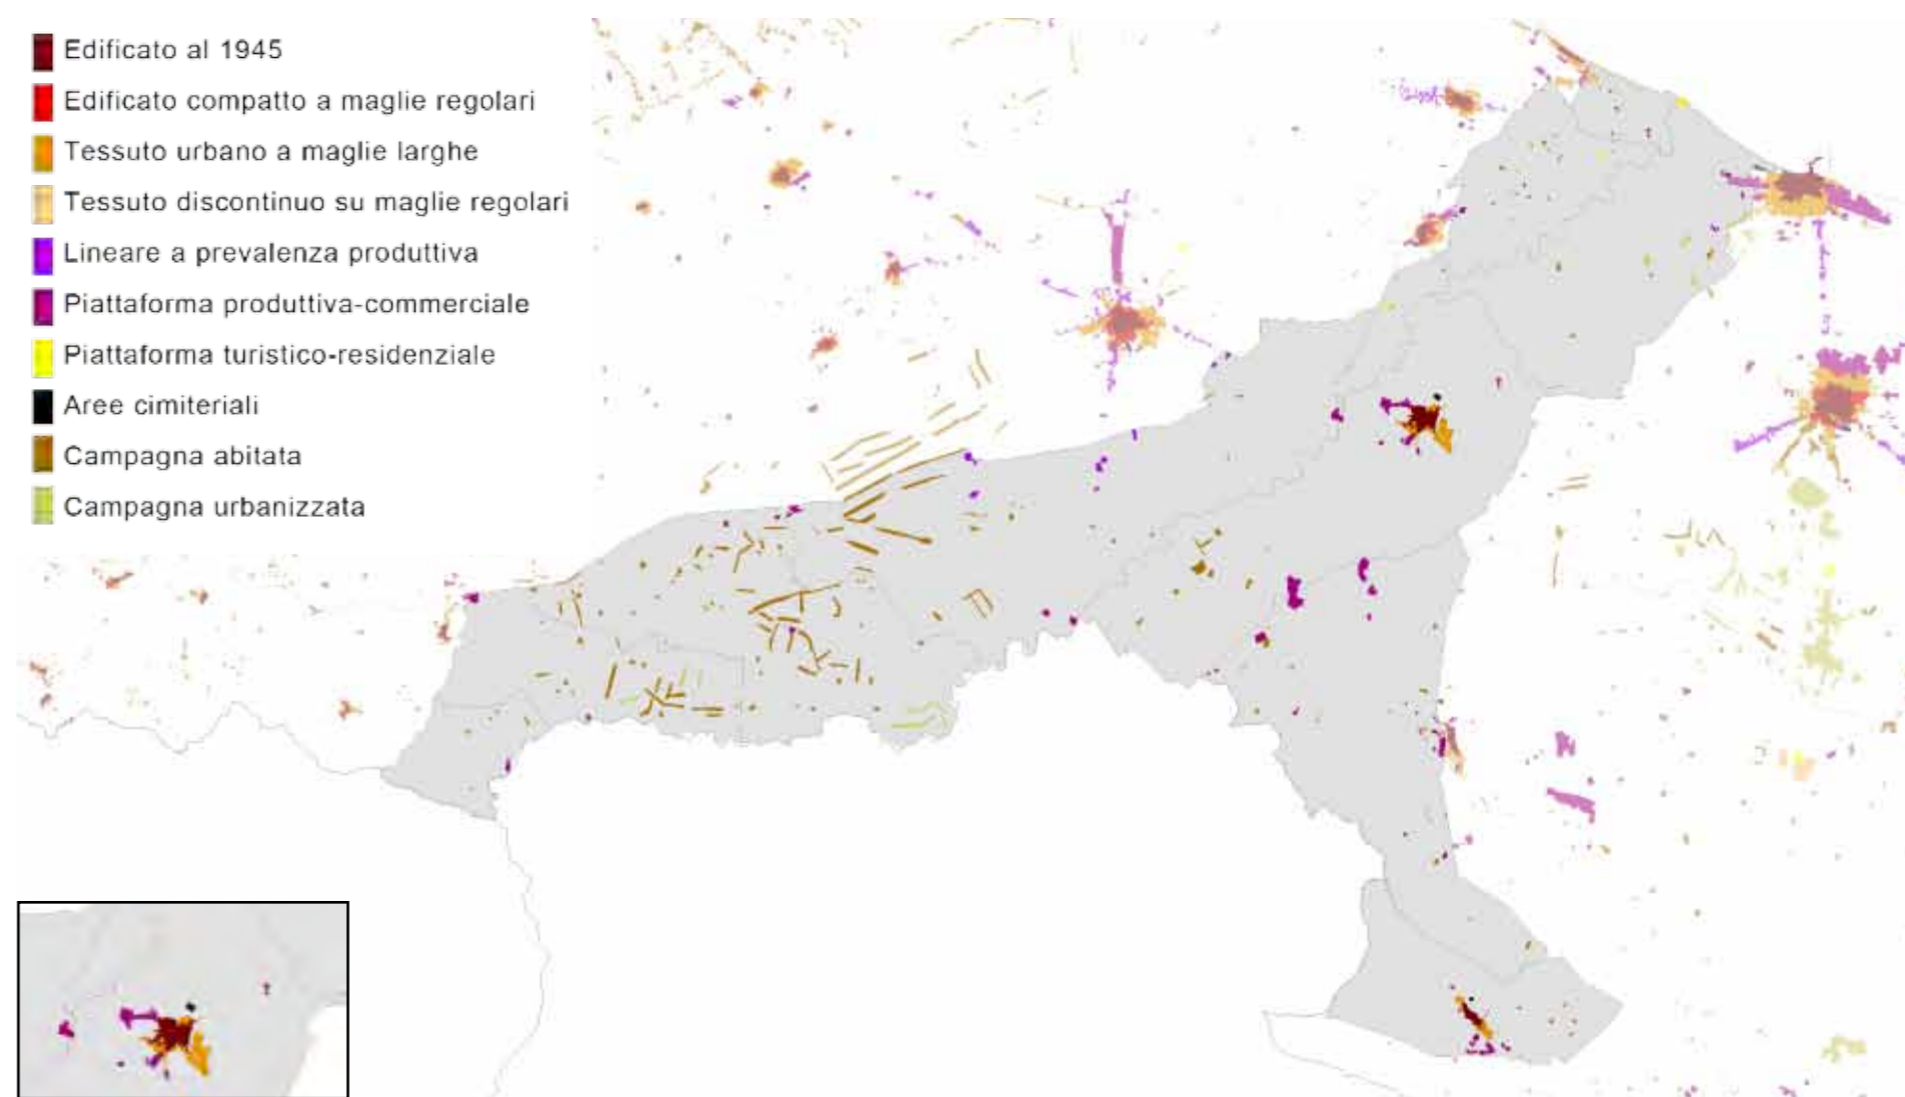 Edificato al 1945
Edificato compatto a maglie regolari
Tessuto urbano a maglie larghe
Tessuto discontinuo su maglie regolari
Lineare a prevalenza produttiva
Piattaforma produttiva-commerciale
Piattaforma turistico-residenziale
Aree cimiteriali
Campagna abitata
Campagna urbanizzata